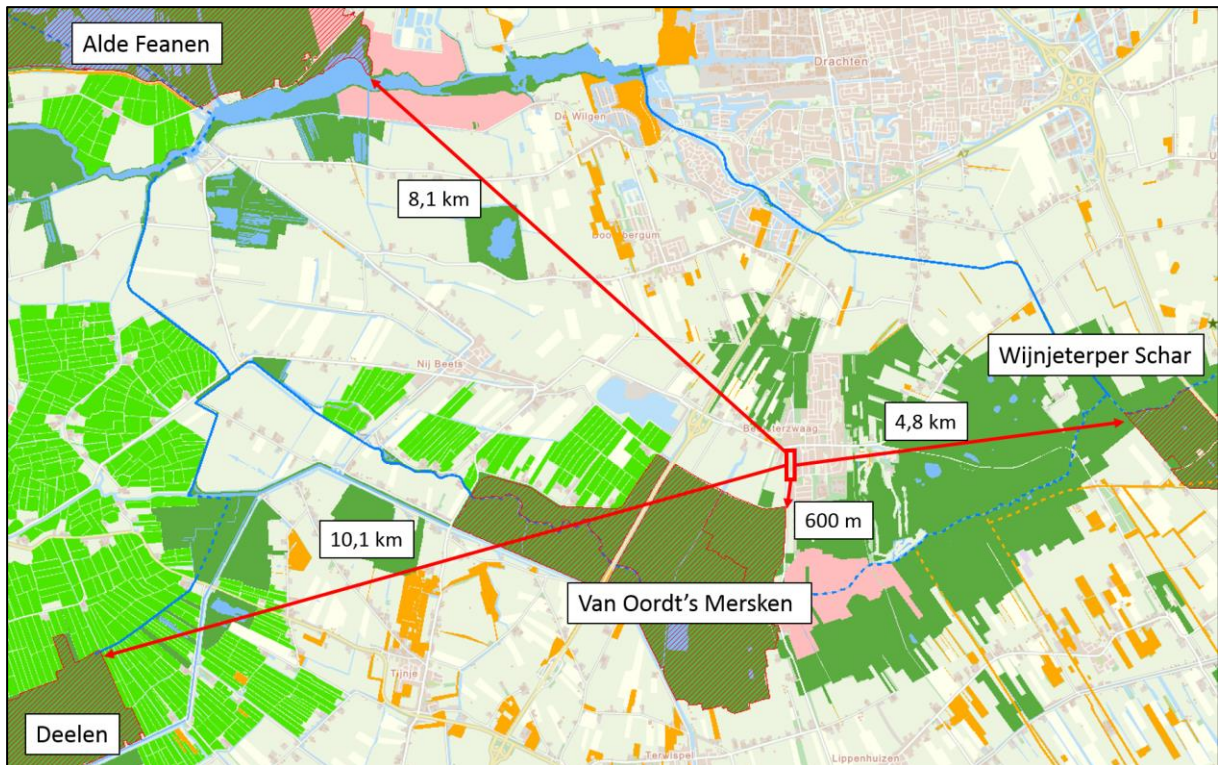 Alde Feanen
Drachten
De Wilgen
A7
8,1 km
Boornbergum
Wijnjeterper Schar
Nij Beets
Beetsterzwaag
4,8 km
600 m
10,1 km
Van Oordt's Mersken
Tijnje
Deelen
Terwispel
Lippenhuizen